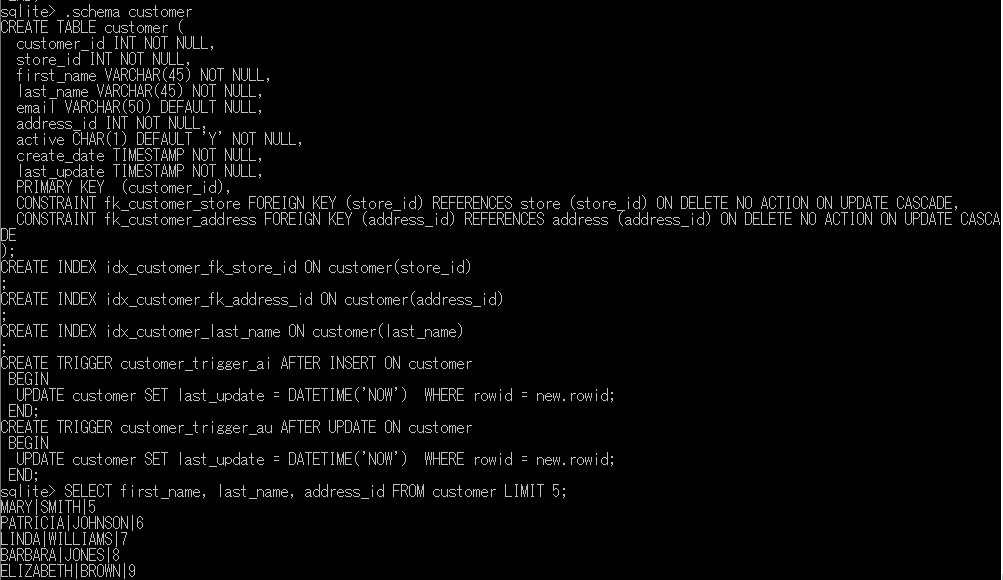 sqlite> .schema customer
CREATE TABLE customer (
  customer_id INT NOT NULL,
  store_id INT NOT NULL,
  first_name VARCHAR(45) NOT NULL,
  last_name VARCHAR(45) NOT NULL,
  email VARCHAR(50) DEFAULT NULL,
  address_id INT NOT NULL,
  active CHAR(1) DEFAULT 'Y' NOT NULL,
  create_date TIMESTAMP NOT NULL,
  last_update TIMESTAMP NOT NULL,
  PRIMARY KEY  (customer_id),
  CONSTRAINT fk_customer_store FOREIGN KEY (store_id) REFERENCES store (store_id) ON DELETE NO ACTION ON UPDATE CASCADE,
  CONSTRAINT fk_customer_address FOREIGN KEY (address_id) REFERENCES address (address_id) ON DELETE NO ACTION ON UPDATE CASCA
DE
);
CREATE INDEX idx_customer_fk_store_id ON customer(store_id)
;
CREATE INDEX idx_customer_fk_address_id ON customer(address_id)
;
CREATE INDEX idx_customer_last_name ON customer(last_name)
;
CREATE TRIGGER customer_trigger_ai AFTER INSERT ON customer
 BEGIN
  UPDATE customer SET last_update = DATETIME('NOW')  WHERE rowid = new.rowid;
 END;
CREATE TRIGGER customer_trigger_au AFTER UPDATE ON customer
 BEGIN
  UPDATE customer SET last_update = DATETIME('NOW')  WHERE rowid = new.rowid;
 END;
sqlite> SELECT first_name, last_name, address_id FROM customer LIMIT 5;
MARY|SMITH|5
PATRICIA|JOHNSON|6
LINDA|WILLIAMS|7
BARBARA|JONES|8
ELIZABETH|BROWN|9